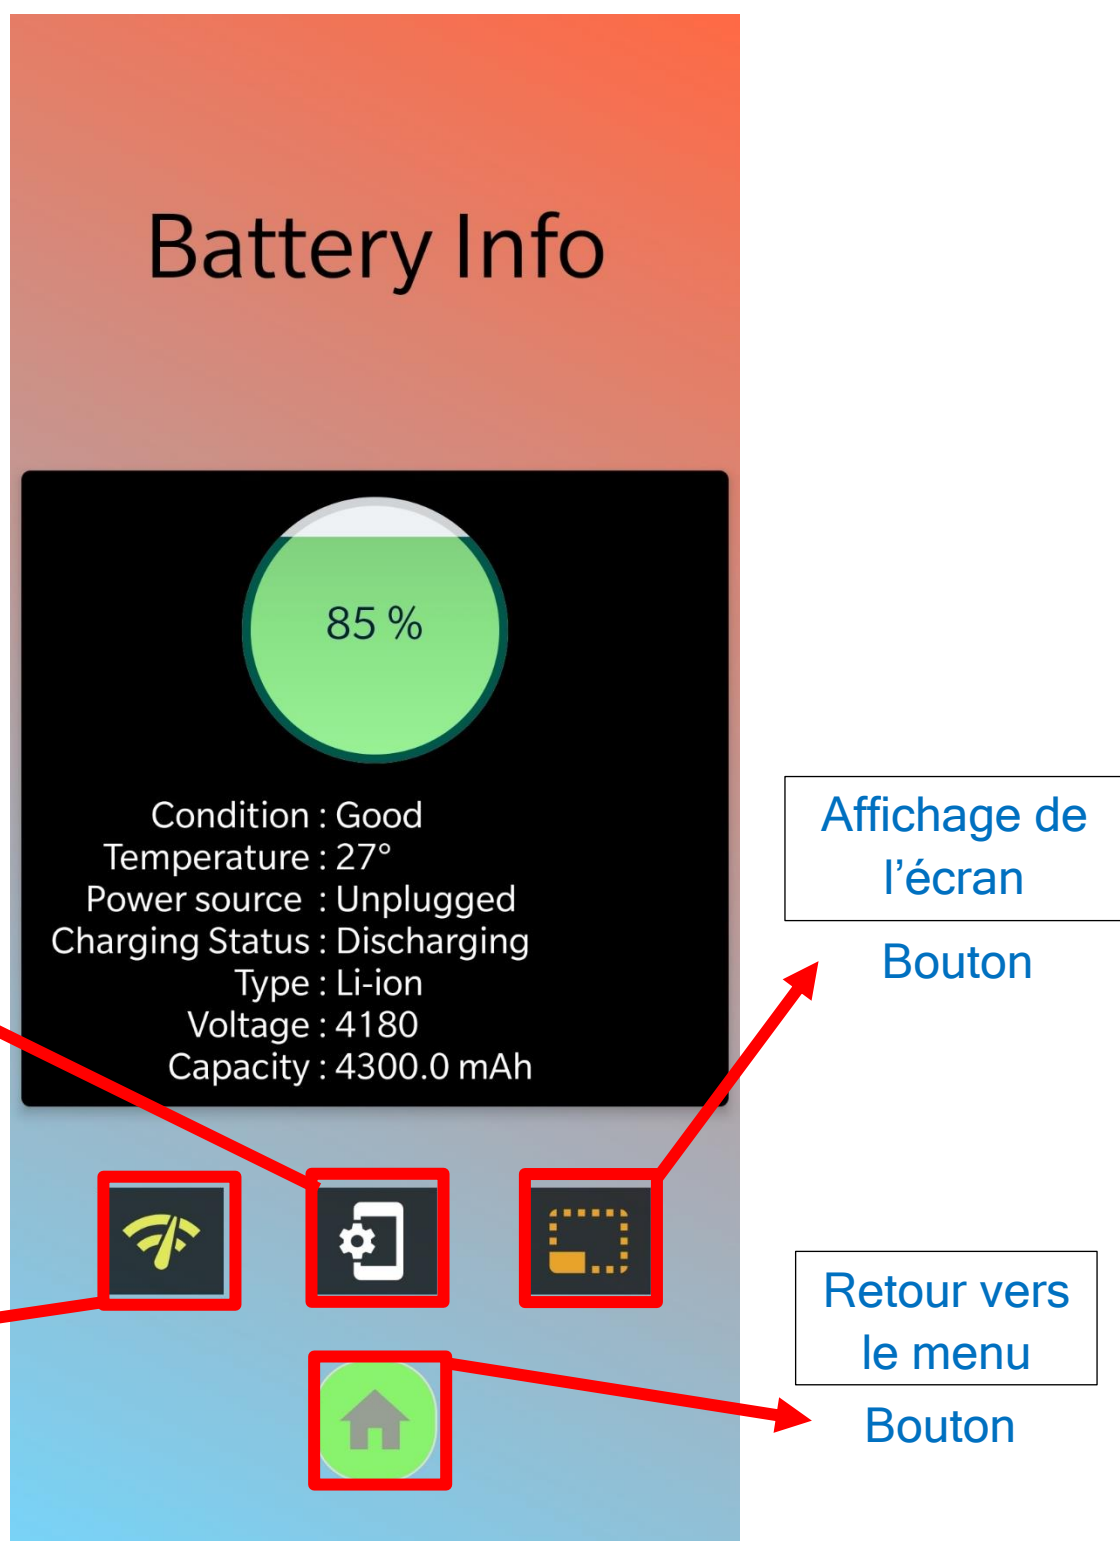 Battery Info
85 %
Condition : Good
Temperature : 27°
Power source : Unplugged
Charging Status : Discharging
Type : Li-ion
Voltage : 4180
Capacity : 4300.0 mAh
Affichage de
l’écran
Bouton
Retour vers
le menu
Bouton